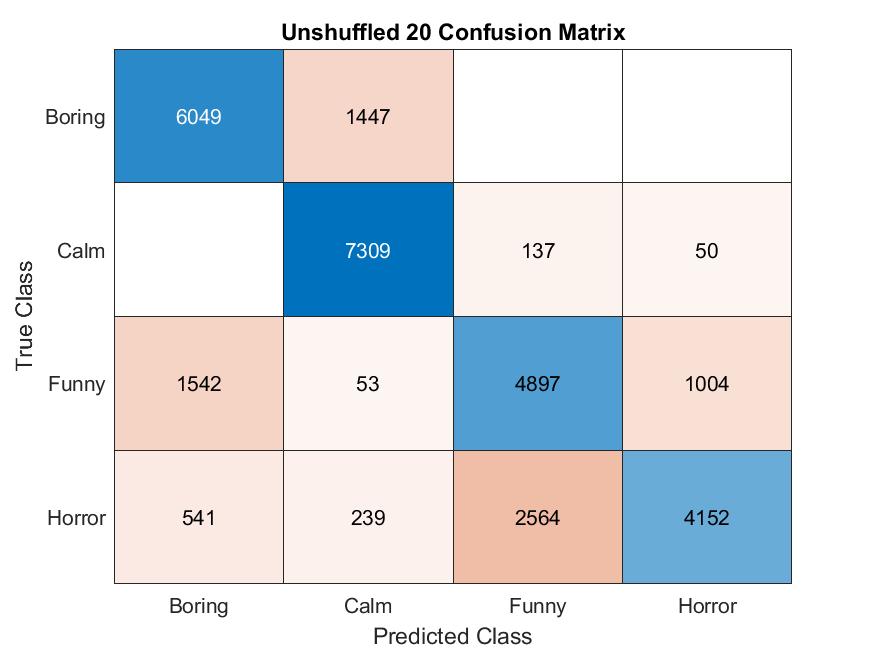 Unshuffled 20 Confusion Matrix
Boring 6049 1447
Calm 7309 137 50
Funny 1542 53 4897 1004
Horror 541 239 2564 4152
True Class
Boring Calm Funny Horror
Predicted Class